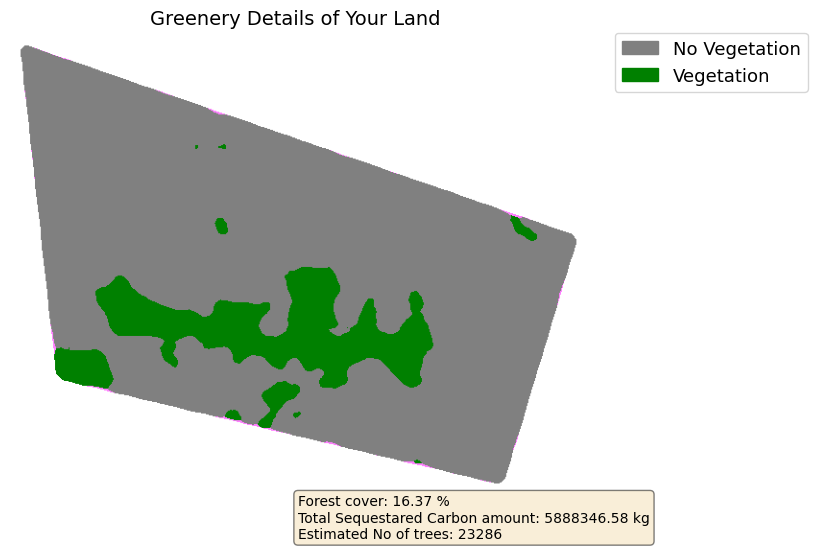 Greenery Details of Your Land
No Vegetation
Vegetation
Forest cover: 16.37 %
Total Sequestared Carbon amount: 5888346.58 kg
Estimated No of trees: 23286